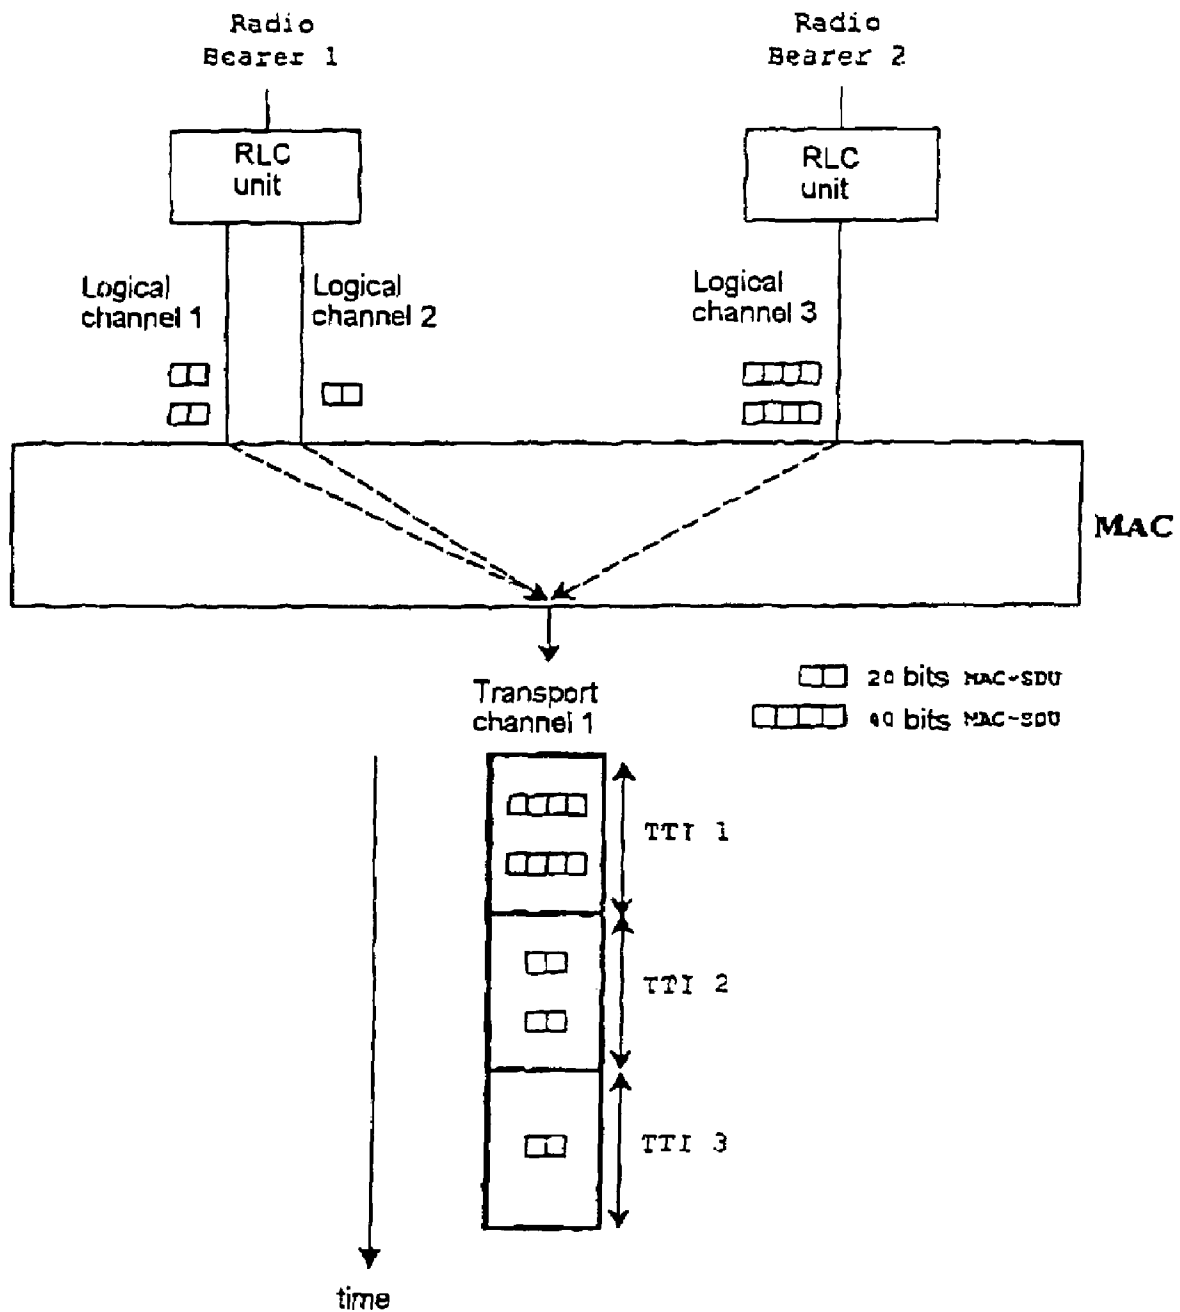 Radio
Bearer 1
Radio
Bearer 2
RLC
unit
RLC
unit
Logical
channel 1
Logical
channel 2
Logical
channel 3
MAC
Transport
channel 1
20 bits MAC-SDU
40 bits MAC-SDU
TTI 1
TTI 2
TTI 3
time